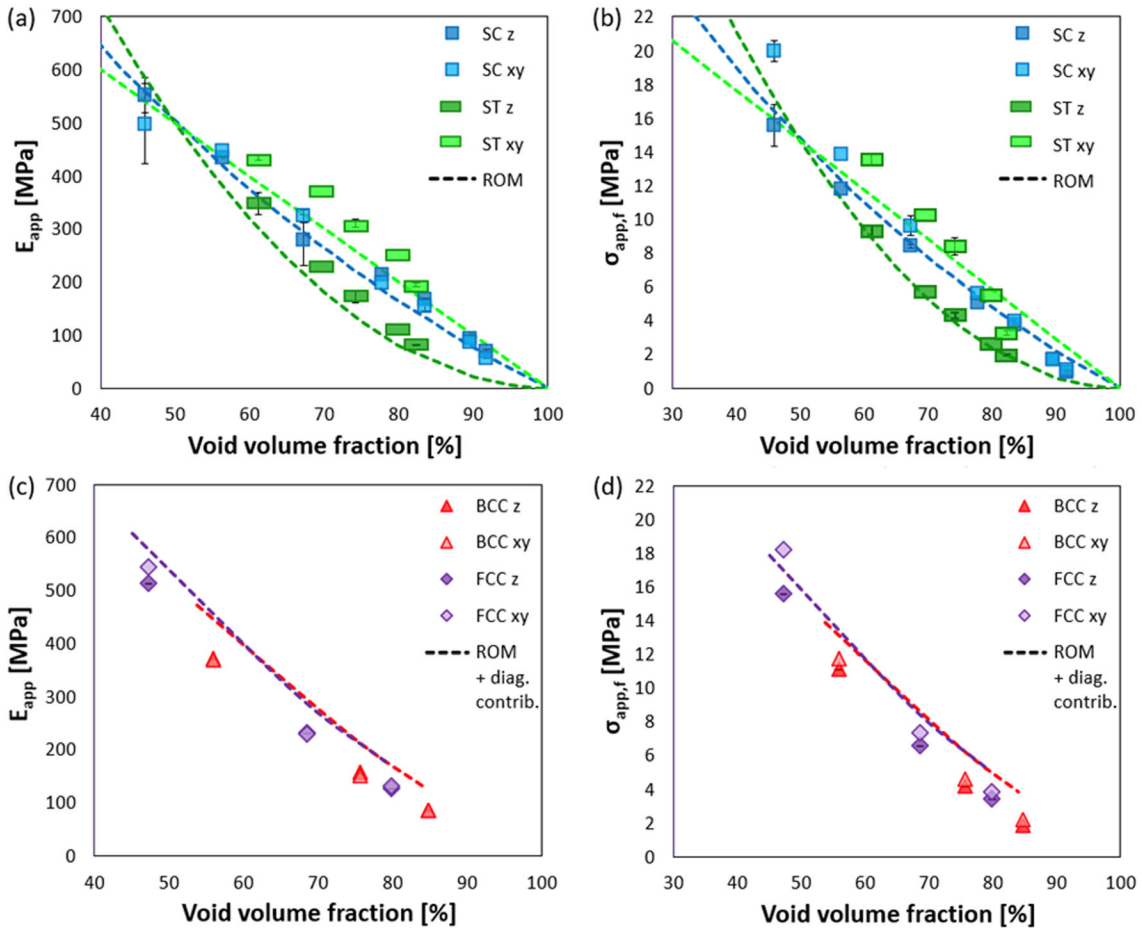 (a)
E_app [MPa]
700
600
500
400
300
200
100
0
SC z
SC xy
ST z
ST xy
ROM
40 50 60 70 80 90 100
Void volume fraction [%]
(b)
σ_app,f [MPa]
22
20
18
16
14
12
10
8
6
4
2
0
SC z
SC xy
ST z
ST xy
ROM
30 40 50 60 70 80 90 100
Void volume fraction [%]
(c)
E_app [MPa]
700
600
500
400
300
200
100
0
BCC z
BCC xy
FCC z
FCC xy
ROM
+ diag.
contrib.
40 50 60 70 80 90 100
Void volume fraction [%]
(d)
σ_app,f [MPa]
22
20
18
16
14
12
10
8
6
4
2
0
BCC z
BCC xy
FCC z
FCC xy
ROM
+ diag.
contrib.
30 40 50 60 70 80 90 100
Void volume fraction [%]